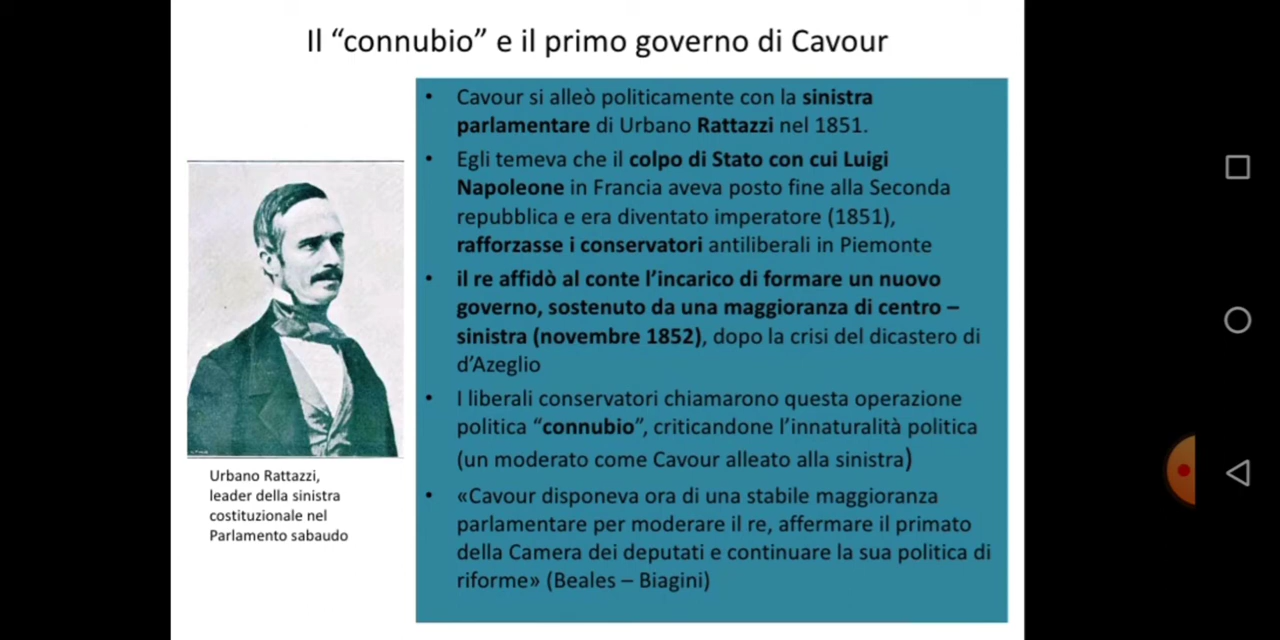 Il “connubio” e il primo governo di Cavour
• Cavour si alleò politicamente con la sinistra
parlamentare di Urbano Rattazzi nel 1851.
• Egli temeva che il colpo di Stato con cui Luigi
Napoleone in Francia aveva posto fine alla Seconda
repubblica e era diventato imperatore (1851),
rafforzasse i conservatori antiliberali in Piemonte
• il re affidò al conte l’incarico di formare un nuovo
governo, sostenuto da una maggioranza di centro –
sinistra (novembre 1852), dopo la crisi del dicastero di
d’Azeglio
• I liberali conservatori chiamarono questa operazione
politica “connubio”, criticandone l’innaturalità politica
(un moderato come Cavour alleato alla sinistra)
• «Cavour disponeva ora di una stabile maggioranza
parlamentare per moderare il re, affermare il primato
della Camera dei deputati e continuare la sua politica di
riforme» (Beales – Biagini)
Urbano Rattazzi,
leader della sinistra
costituzionale nel
Parlamento sabaudo